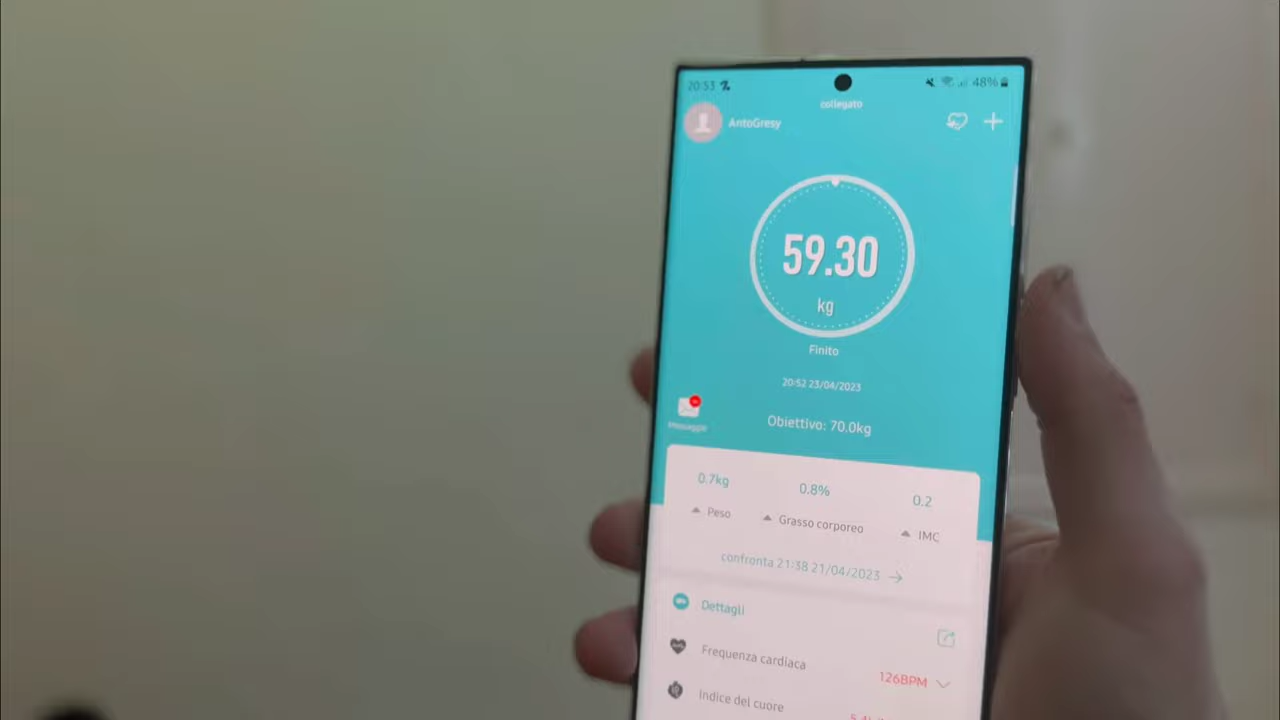 20:53
48%
collegato
AntoGresy
59.30
kg
Finito
20:52 23/04/2023
Messaggio
Obiettivo: 70.0kg
0.7kg 0.8% 0.2
Peso Grasso corporeo IMC
confronta 21:38 21/04/2023
Dettagli
Frequenza cardiaca 126BPM
Indice del cuore